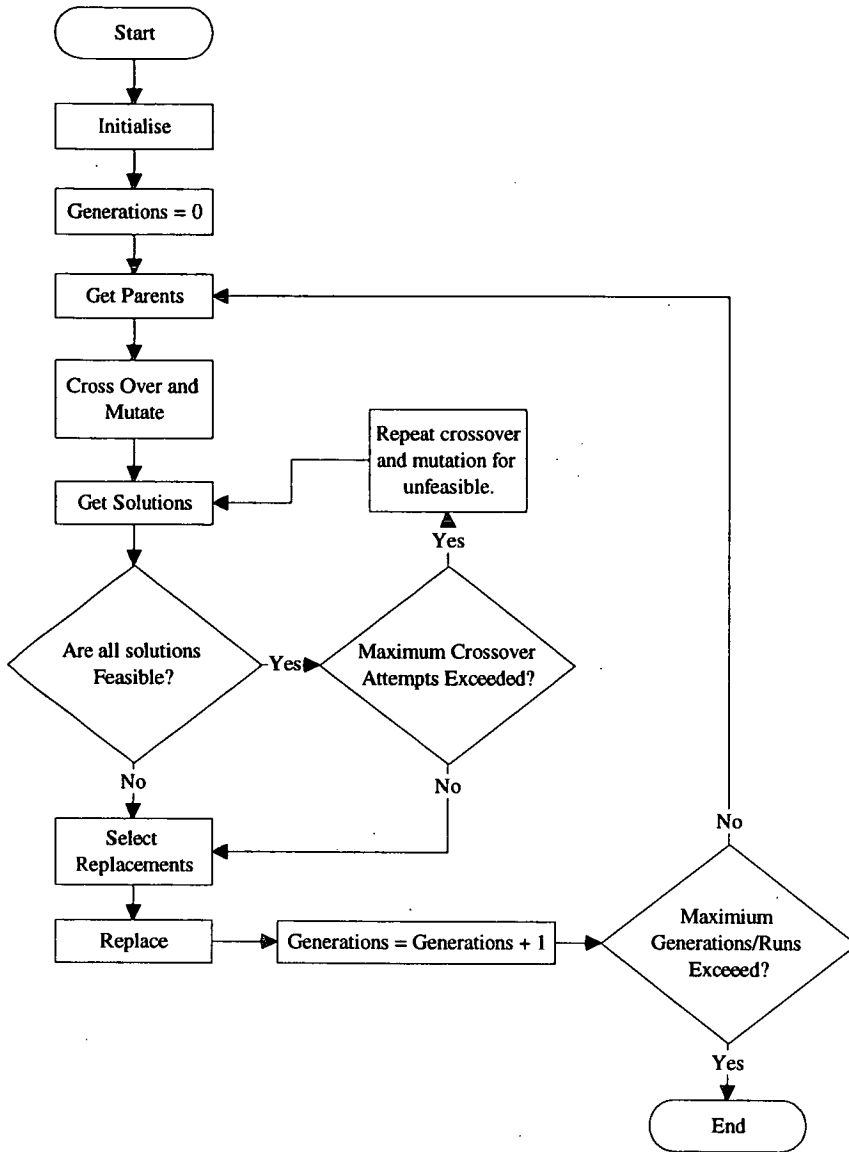 Start
Initialise
Generations = 0
Get Parents
Cross Over and
Mutate
Repeat crossover
and mutation for
unfeasible.
Get Solutions
Yes
Are all solutions
Feasible?
Yes
Maximum Crossover
Attempts Exceeded?
No
No
Select
Replacements
No
Replace
Generations = Generations + 1
Maximium
Generations/Runs
Exceeed?
Yes
End